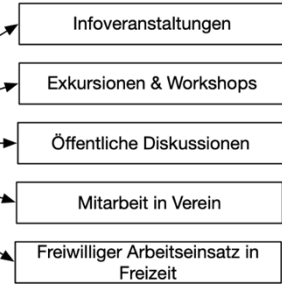 Infoveranstaltungen
Exkursionen & Workshops
Öffentliche Diskussionen
Mitarbeit in Verein
Freiwilliger Arbeitseinsatz in
Freizeit